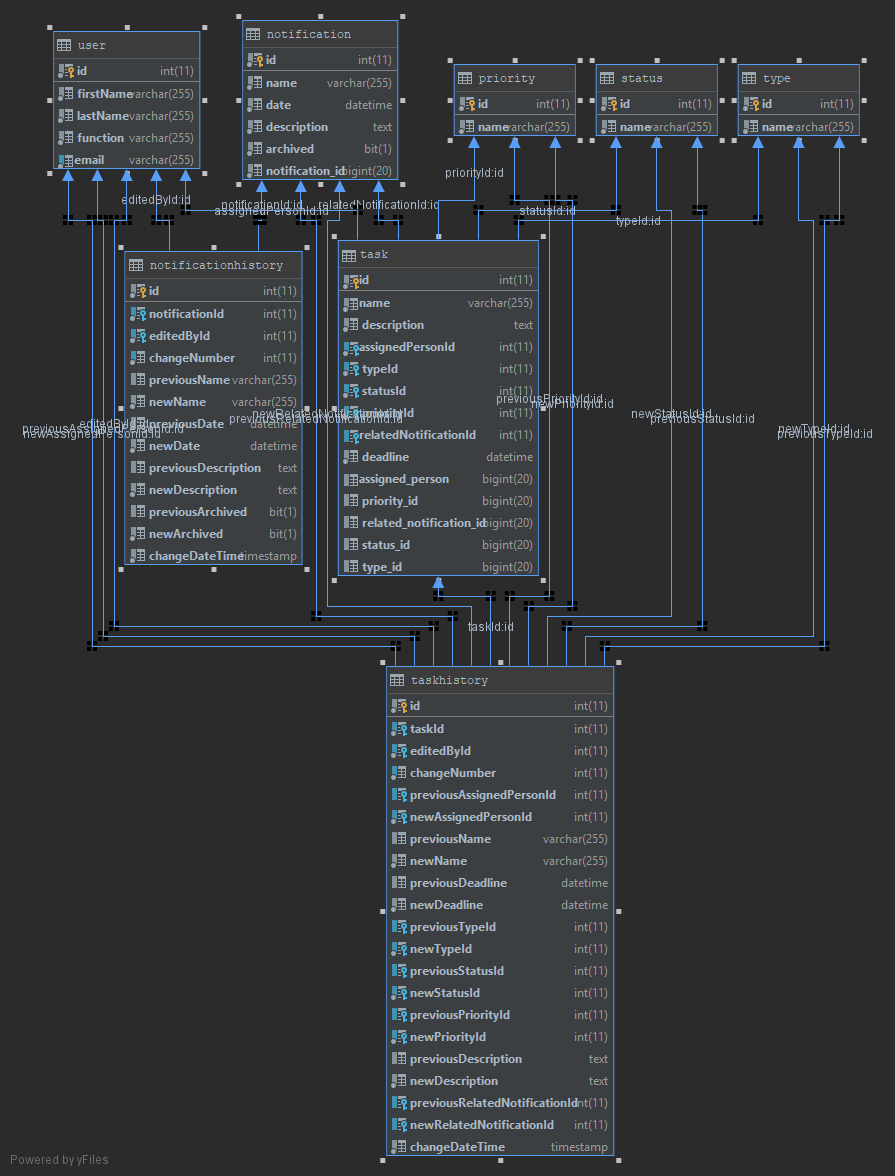 user
id int(11)
firstName varchar(255)
lastName varchar(255)
function varchar(255)
email varchar(255)
notification
id int(11)
name varchar(255)
date datetime
description text
archived bit(1)
notification_id bigint(20)
priority
id int(11)
name varchar(255)
status
id int(11)
name varchar(255)
type
id int(11)
name varchar(255)
priorityId:id
editedById:id
notificationId:id
relatedNotificationId:id
assignedPersonId:id
statusId:id
typeId:id
notificationhistory
id int(11)
notificationId int(11)
editedById int(11)
changeNumber int(11)
previousName varchar(255)
newName varchar(255)
previousDate datetime
newDate datetime
previousDescription text
newDescription text
previousArchived bit(1)
newArchived bit(1)
changeDateTime timestamp
task
id int(11)
name varchar(255)
description text
assignedPersonId int(11)
typeId int(11)
statusId int(11)
priorityId int(11)
relatedNotificationId int(11)
deadline datetime
assigned_person bigint(20)
priority_id bigint(20)
related_notification_id bigint(20)
status_id bigint(20)
type_id bigint(20)
previousPriorityId:id
newPriorityId:id
newStatusId:id
previousStatusId:id
newTypeId:id
previousTypeId:id
editedById:id
previousAssignedPersonId:id
newAssignedPersonId:id
newRelatedNotificationId:id
previousRelatedNotificationId:id
taskId:id
taskhistory
id int(11)
taskId int(11)
editedById int(11)
changeNumber int(11)
previousAssignedPersonId int(11)
newAssignedPersonId int(11)
previousName varchar(255)
newName varchar(255)
previousDeadline datetime
newDeadline datetime
previousTypeId int(11)
newTypeId int(11)
previousStatusId int(11)
newStatusId int(11)
previousPriorityId int(11)
newPriorityId int(11)
previousDescription text
newDescription text
previousRelatedNotificationId int(11)
newRelatedNotificationId int(11)
changeDateTime timestamp
Powered by yFiles